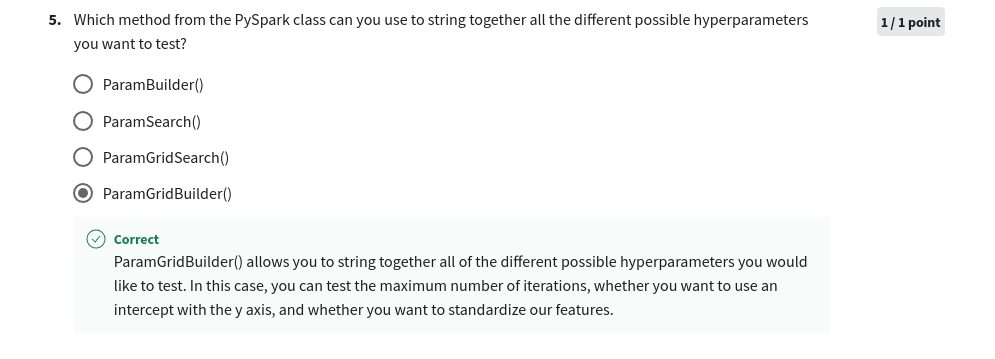 5. Which method from the PySpark class can you use to string together all the different possible hyperparameters
you want to test?
1 / 1 point
ParamBuilder()
ParamSearch()
ParamGridSearch()
ParamGridBuilder()
Correct
ParamGridBuilder() allows you to string together all of the different possible hyperparameters you would
like to test. In this case, you can test the maximum number of iterations, whether you want to use an
intercept with the y axis, and whether you want to standardize our features.